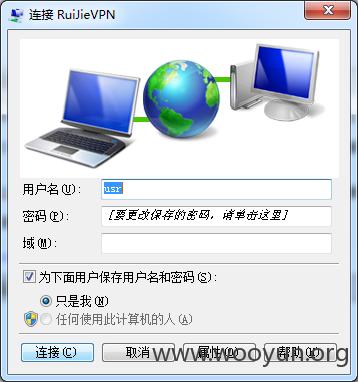 连接 RuiJieVPN
用户名(U): usr
密码(P): [要更改保存的密码，请单击这里]
域(M):
为下面用户保存用户名和密码(S):
只是我(N)
任何使用此计算机的人(A)
连接(C) 取消 属性(O) 帮助(H)
www.wooyun.org